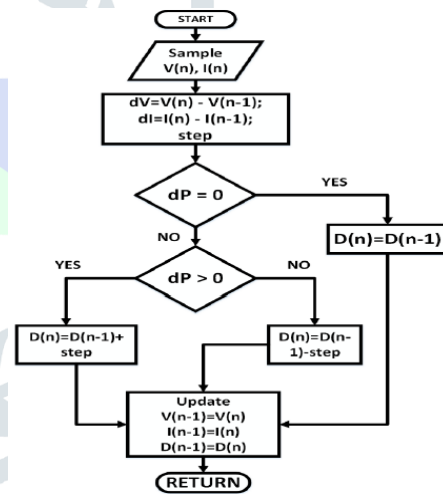 START
Sample
V(n), I(n)
dV=V(n) - V(n-1);
dI=I(n) - I(n-1);
step
dP = 0
YES
D(n)=D(n-1)
NO
dP > 0
YES
NO
D(n)=D(n-1)+
step
D(n)=D(n-
1)-step
Update
V(n-1)=V(n)
I(n-1)=I(n)
D(n-1)=D(n)
RETURN